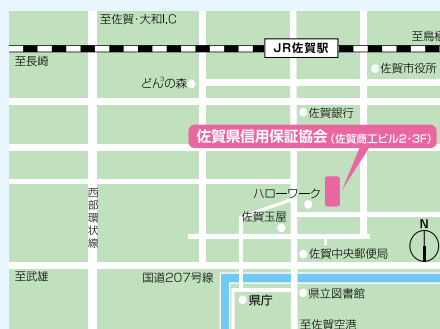 至佐賀・大和I.C
JR佐賀駅
至鳥栖
至長崎
佐賀市役所
どん3の森
佐賀銀行
佐賀県信用保証協会(佐賀商工ビル2・3F)
西部環状線
ハローワーク
佐賀玉屋
N
佐賀中央郵便局
至武雄
国道207号線
県庁
県立図書館
至佐賀空港